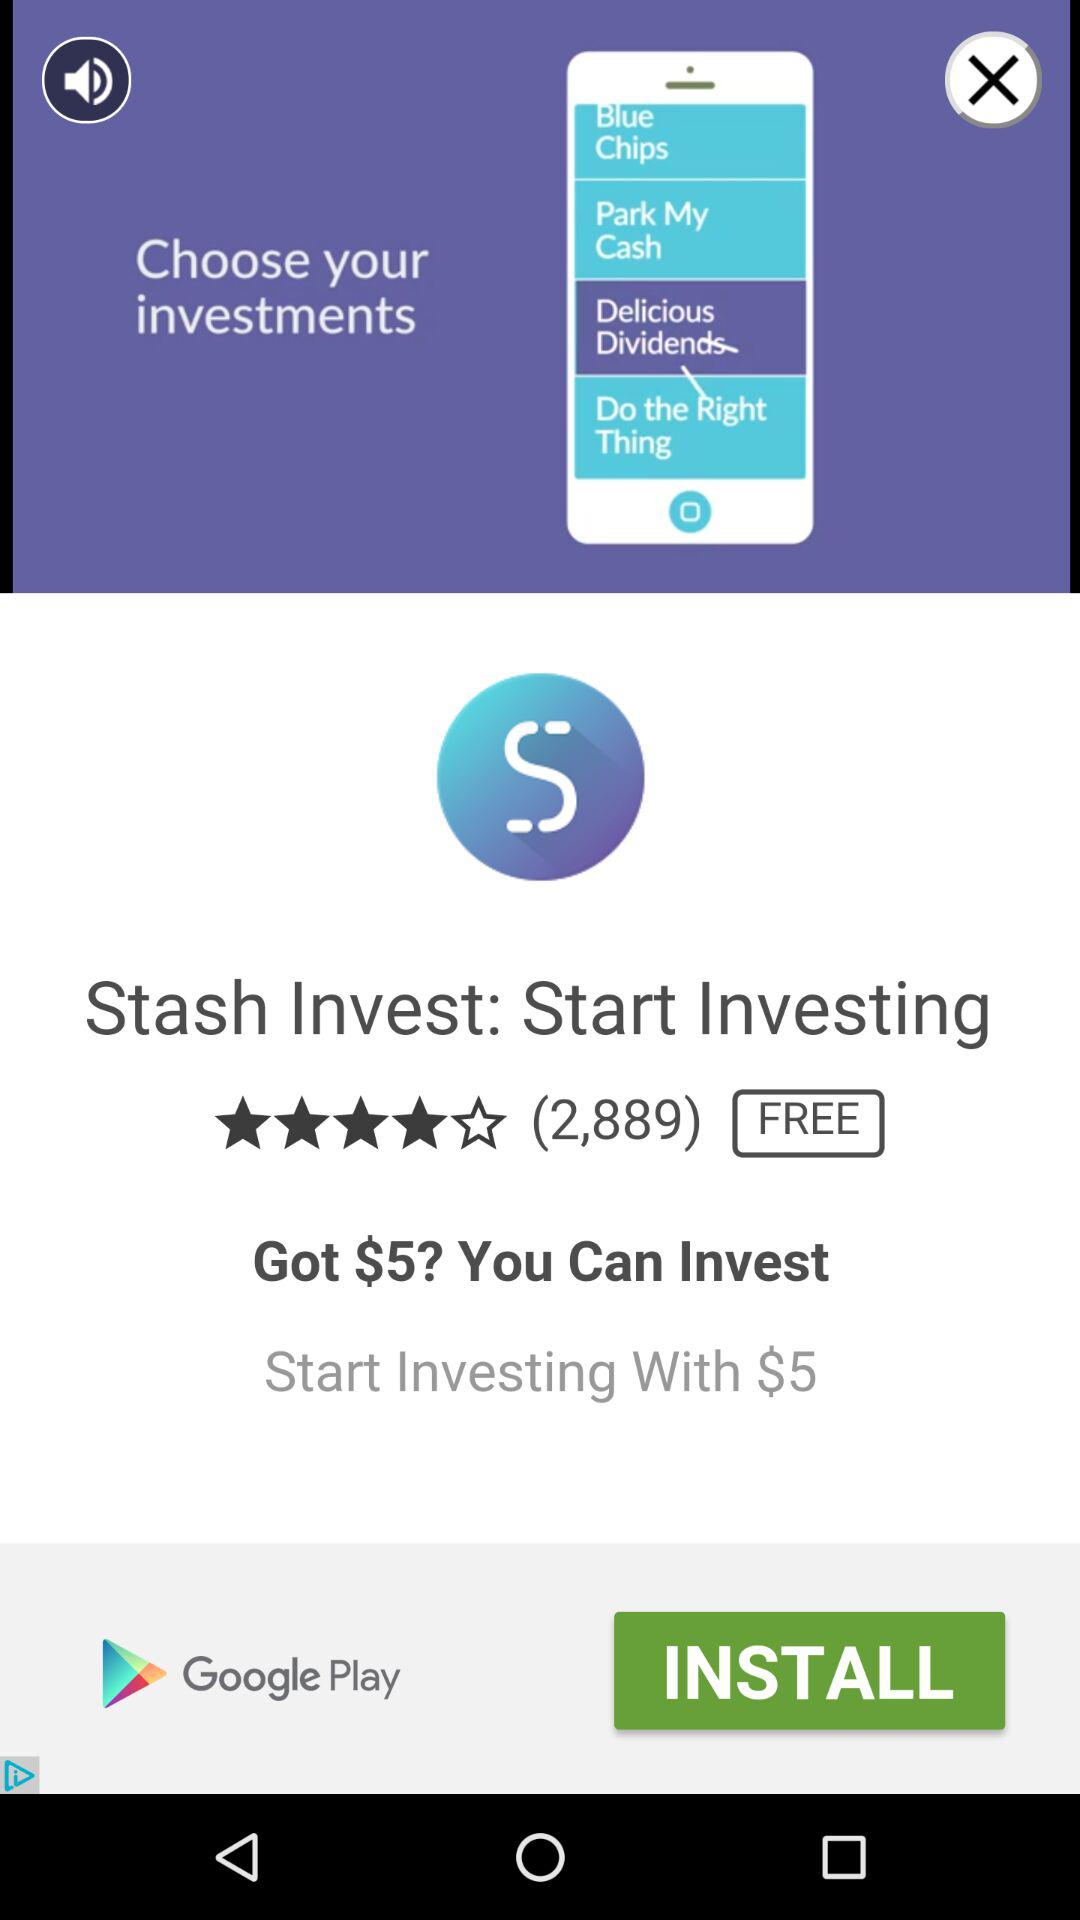 Choose your
investments
Blue
Chips
Park My
Cash
Delicious
Dividends
Do the Right
Thing
S
Stash Invest: Start Investing
(2,889) FREE
Got $5? You Can Invest
Start Investing With $5
Google Play
INSTALL